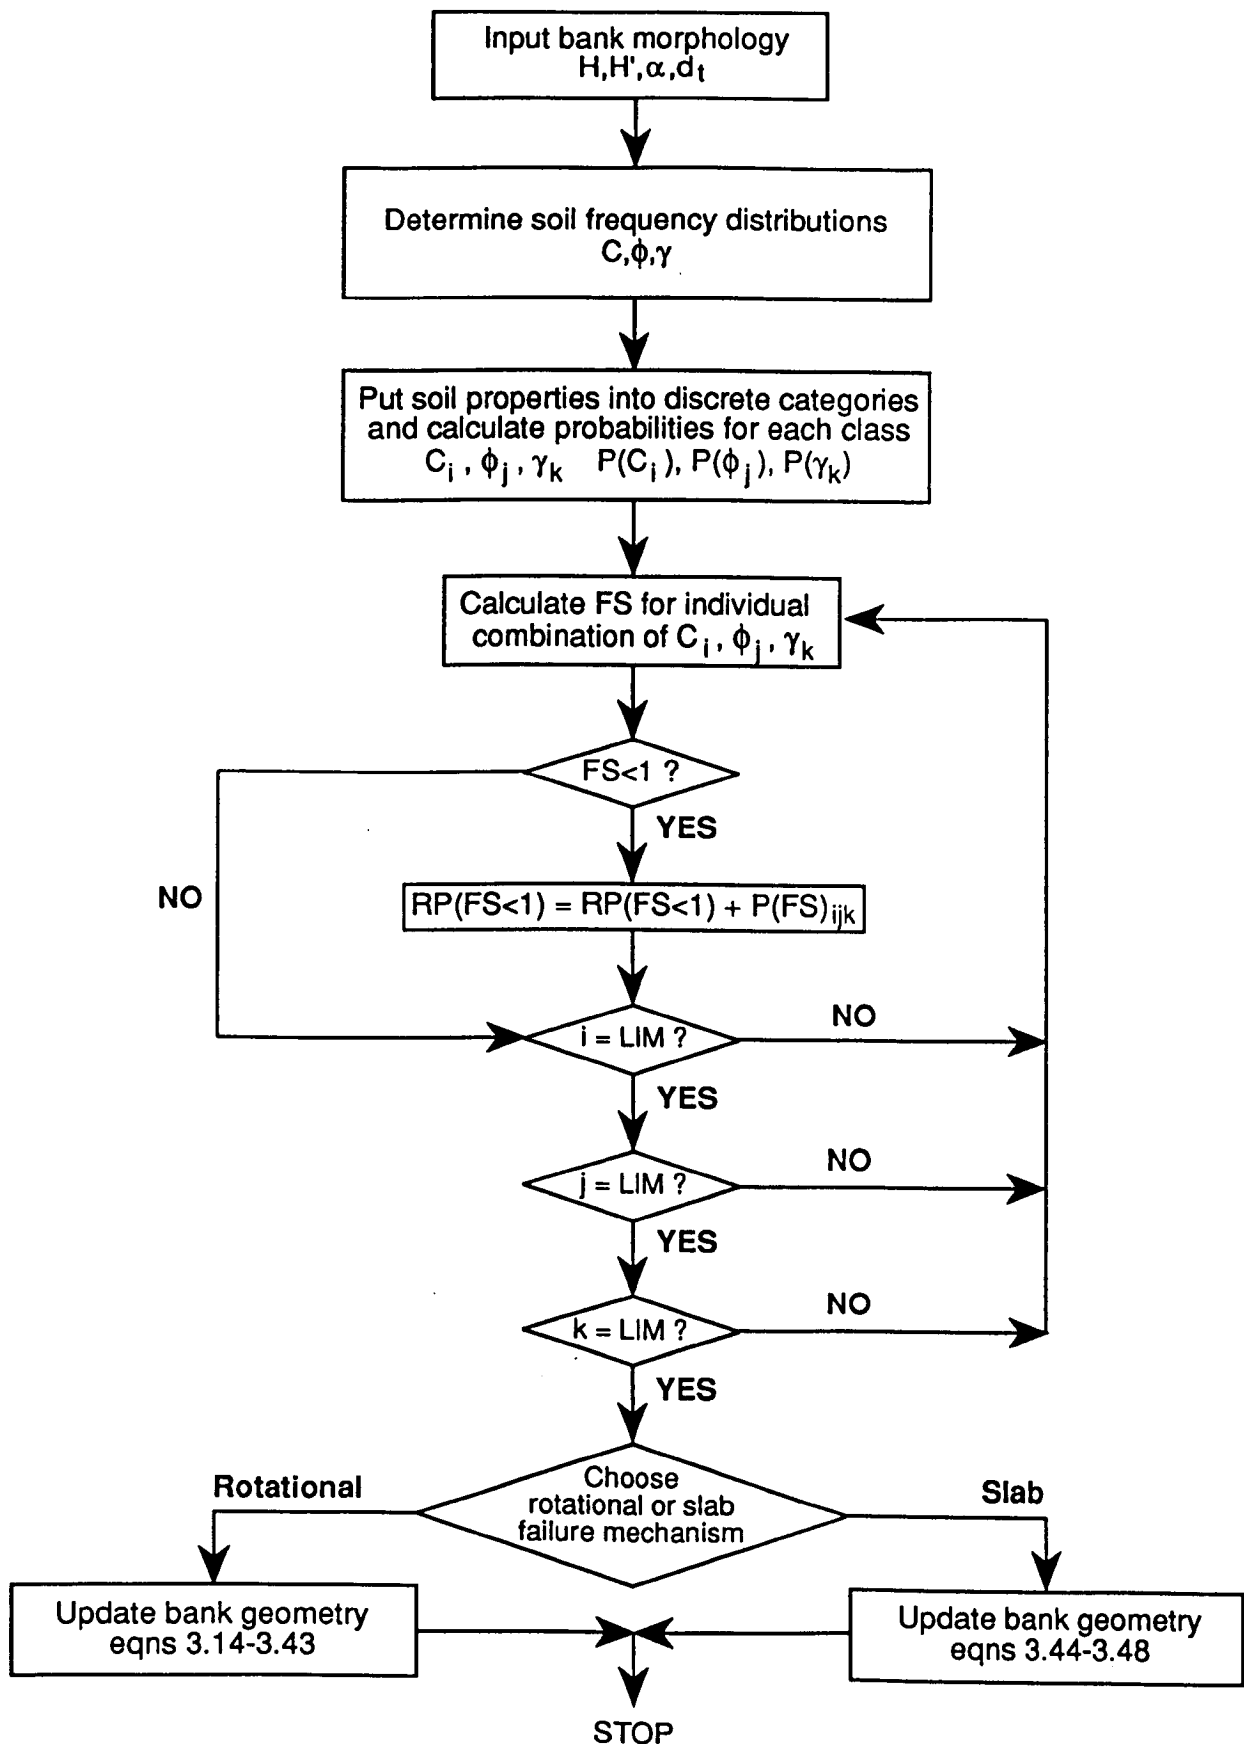 Input bank morphology
H,H',α,dt
Determine soil frequency distributions
C,ϕ,γ
Put soil properties into discrete categories
and calculate probabilities for each class
Ci , ϕj , γk P(Ci), P(ϕj), P(γk)
Calculate FS for individual
combination of Ci , ϕj , γk
FS<1 ?
YES
NO
RP(FS<1) = RP(FS<1) + P(FS)ijk
i = LIM ?
NO
YES
j = LIM ?
NO
YES
k = LIM ?
NO
YES
Choose
rotational or slab
failure mechanism
Rotational
Slab
Update bank geometry
eqns 3.14-3.43
Update bank geometry
eqns 3.44-3.48
STOP